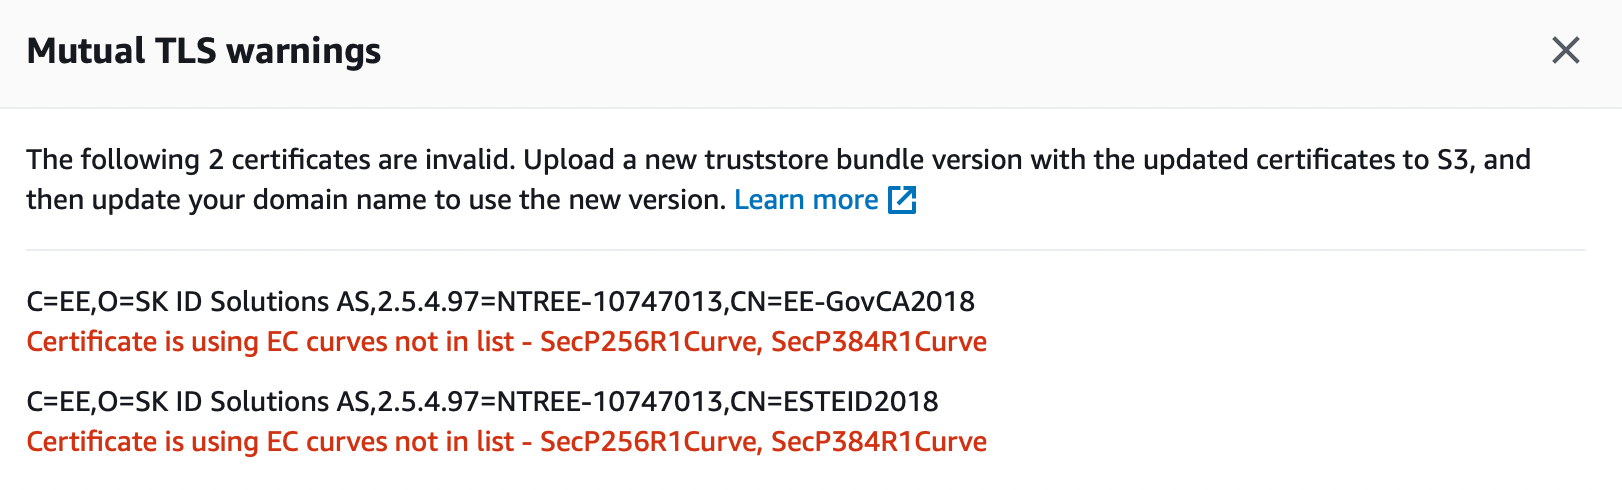 Mutual TLS warnings
The following 2 certificates are invalid. Upload a new truststore bundle version with the updated certificates to S3, and
then update your domain name to use the new version. Learn more
C=EE,O=SK ID Solutions AS,2.5.4.97=NTREE-10747013,CN=EE-GovCA2018
Certificate is using EC curves not in list - SecP256R1Curve, SecP384R1Curve
C=EE,O=SK ID Solutions AS,2.5.4.97=NTREE-10747013,CN=ESTEID2018
Certificate is using EC curves not in list - SecP256R1Curve, SecP384R1Curve